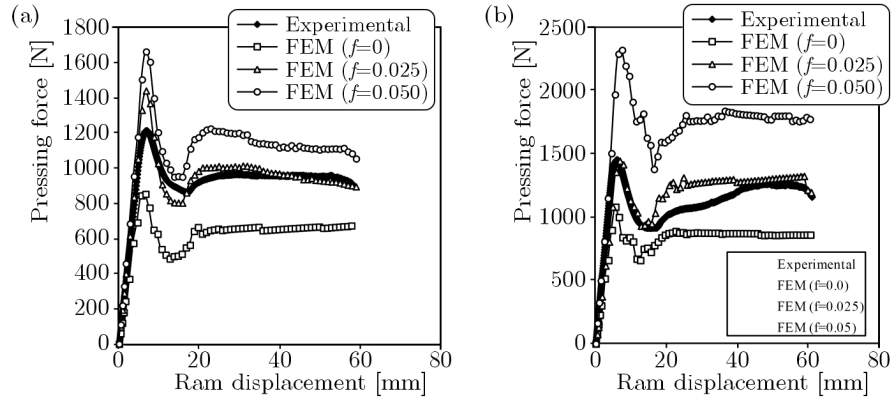 (a)
Experimental
FEM (f=0)
FEM (f=0.025)
FEM (f=0.050)
Pressing force [N]
1800
1600
1400
1200
1000
800
600
400
200
0
0 20 40 60 80
Ram displacement [mm]
(b)
Experimental
FEM (f=0)
FEM (f=0.025)
FEM (f=0.050)
Pressing force [N]
2500
2000
1500
1000
500
0
Experimental
FEM (f=0.0)
FEM (f=0.025)
FEM (f=0.05)
0 20 40 60 80
Ram displacement [mm]